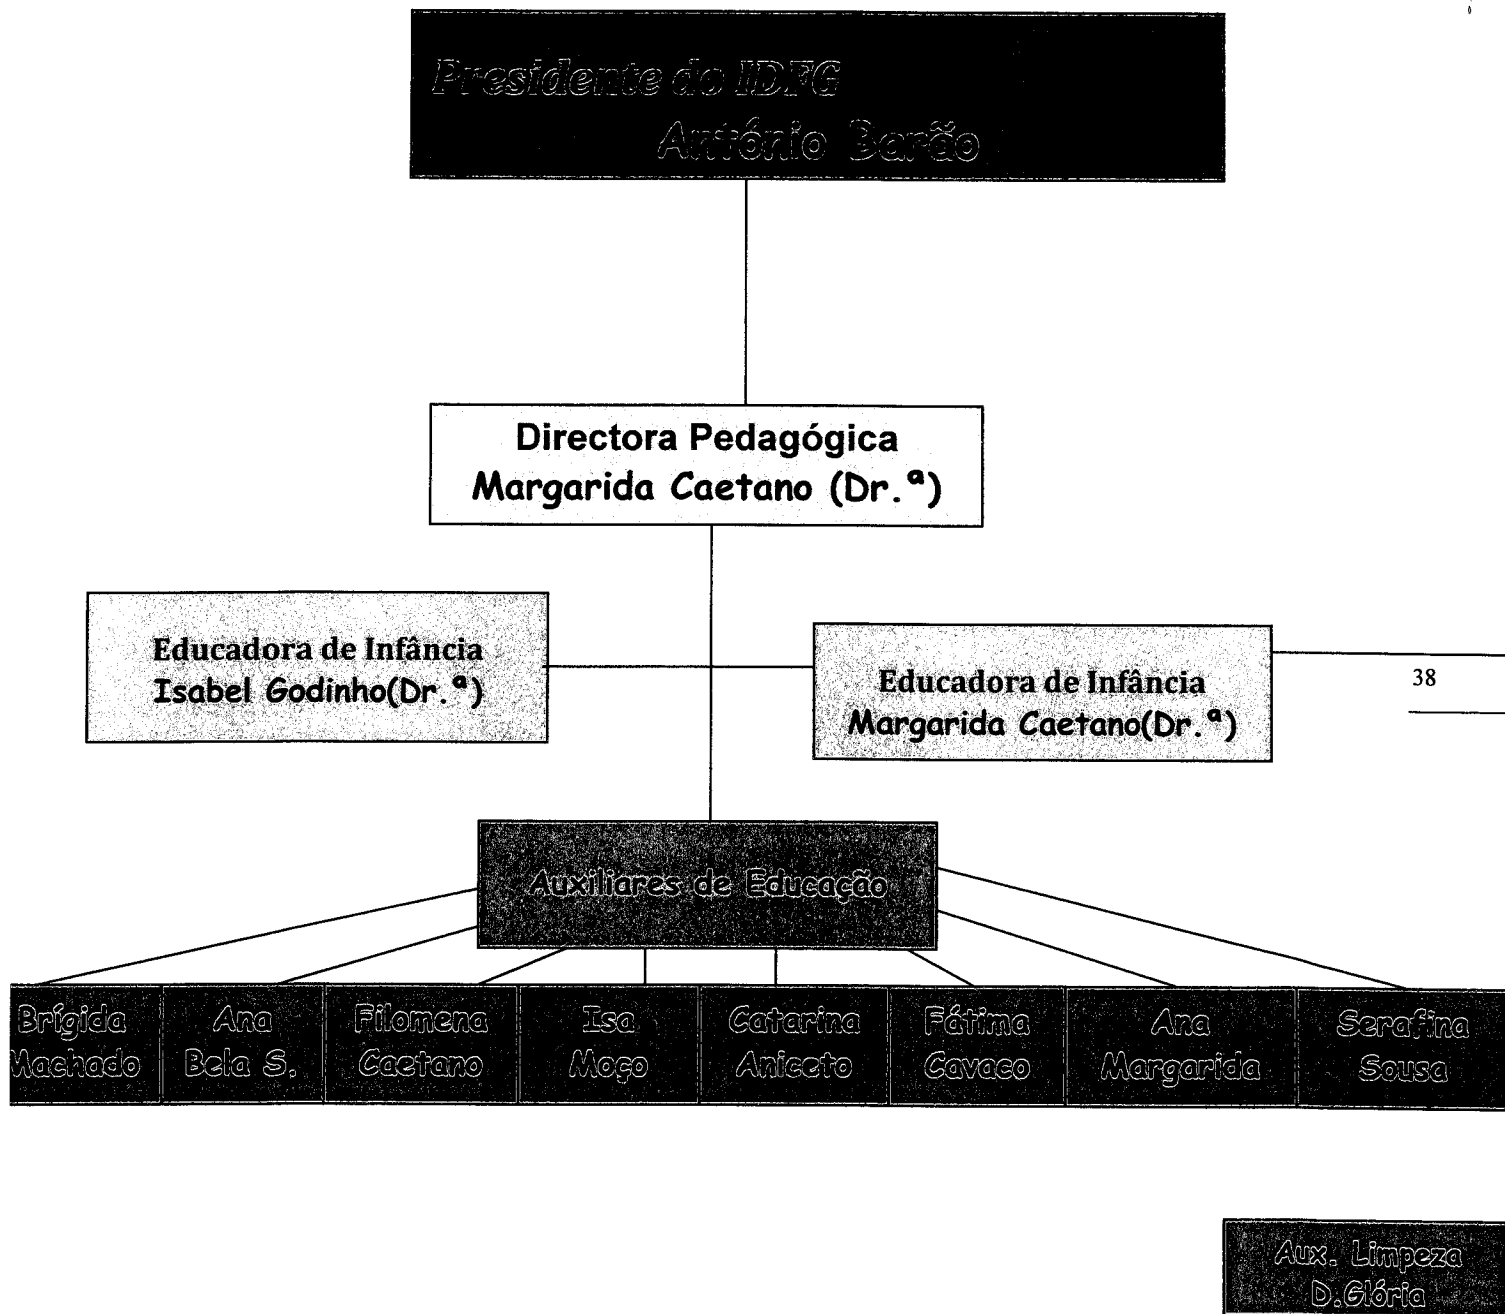 Presidente do IDFG
António Barão
Directora Pedagógica
Margarida Caetano (Dr.ª)
Educadora de Infância
Isabel Godinho(Dr.ª)
Educadora de Infância
Margarida Caetano(Dr.ª)
38
Auxiliares de Educação
Brígida
Machado
Ana
Bela S.
Filomena
Caetano
Isa
Moço
Catarina
Aniceto
Fátima
Cavaco
Ana
Margarida
Serafina
Sousa
Aux. Limpeza
D.Glória